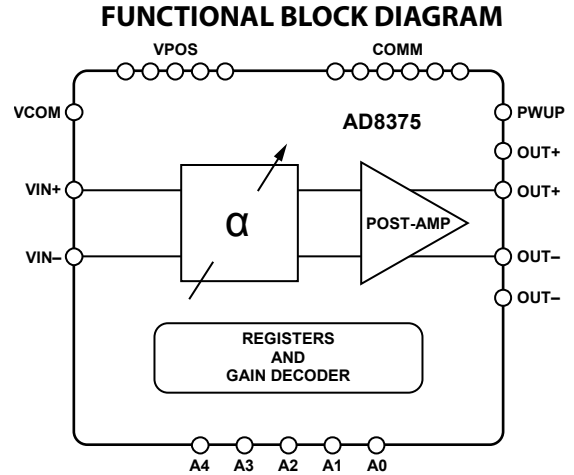 FUNCTIONAL BLOCK DIAGRAM
VPOS COMM
VCOM PWUP
AD8375
OUT+
VIN+ OUT+
α
POST-AMP
VIN– OUT–
OUT–
REGISTERS
AND
GAIN DECODER
A4 A3 A2 A1 A0